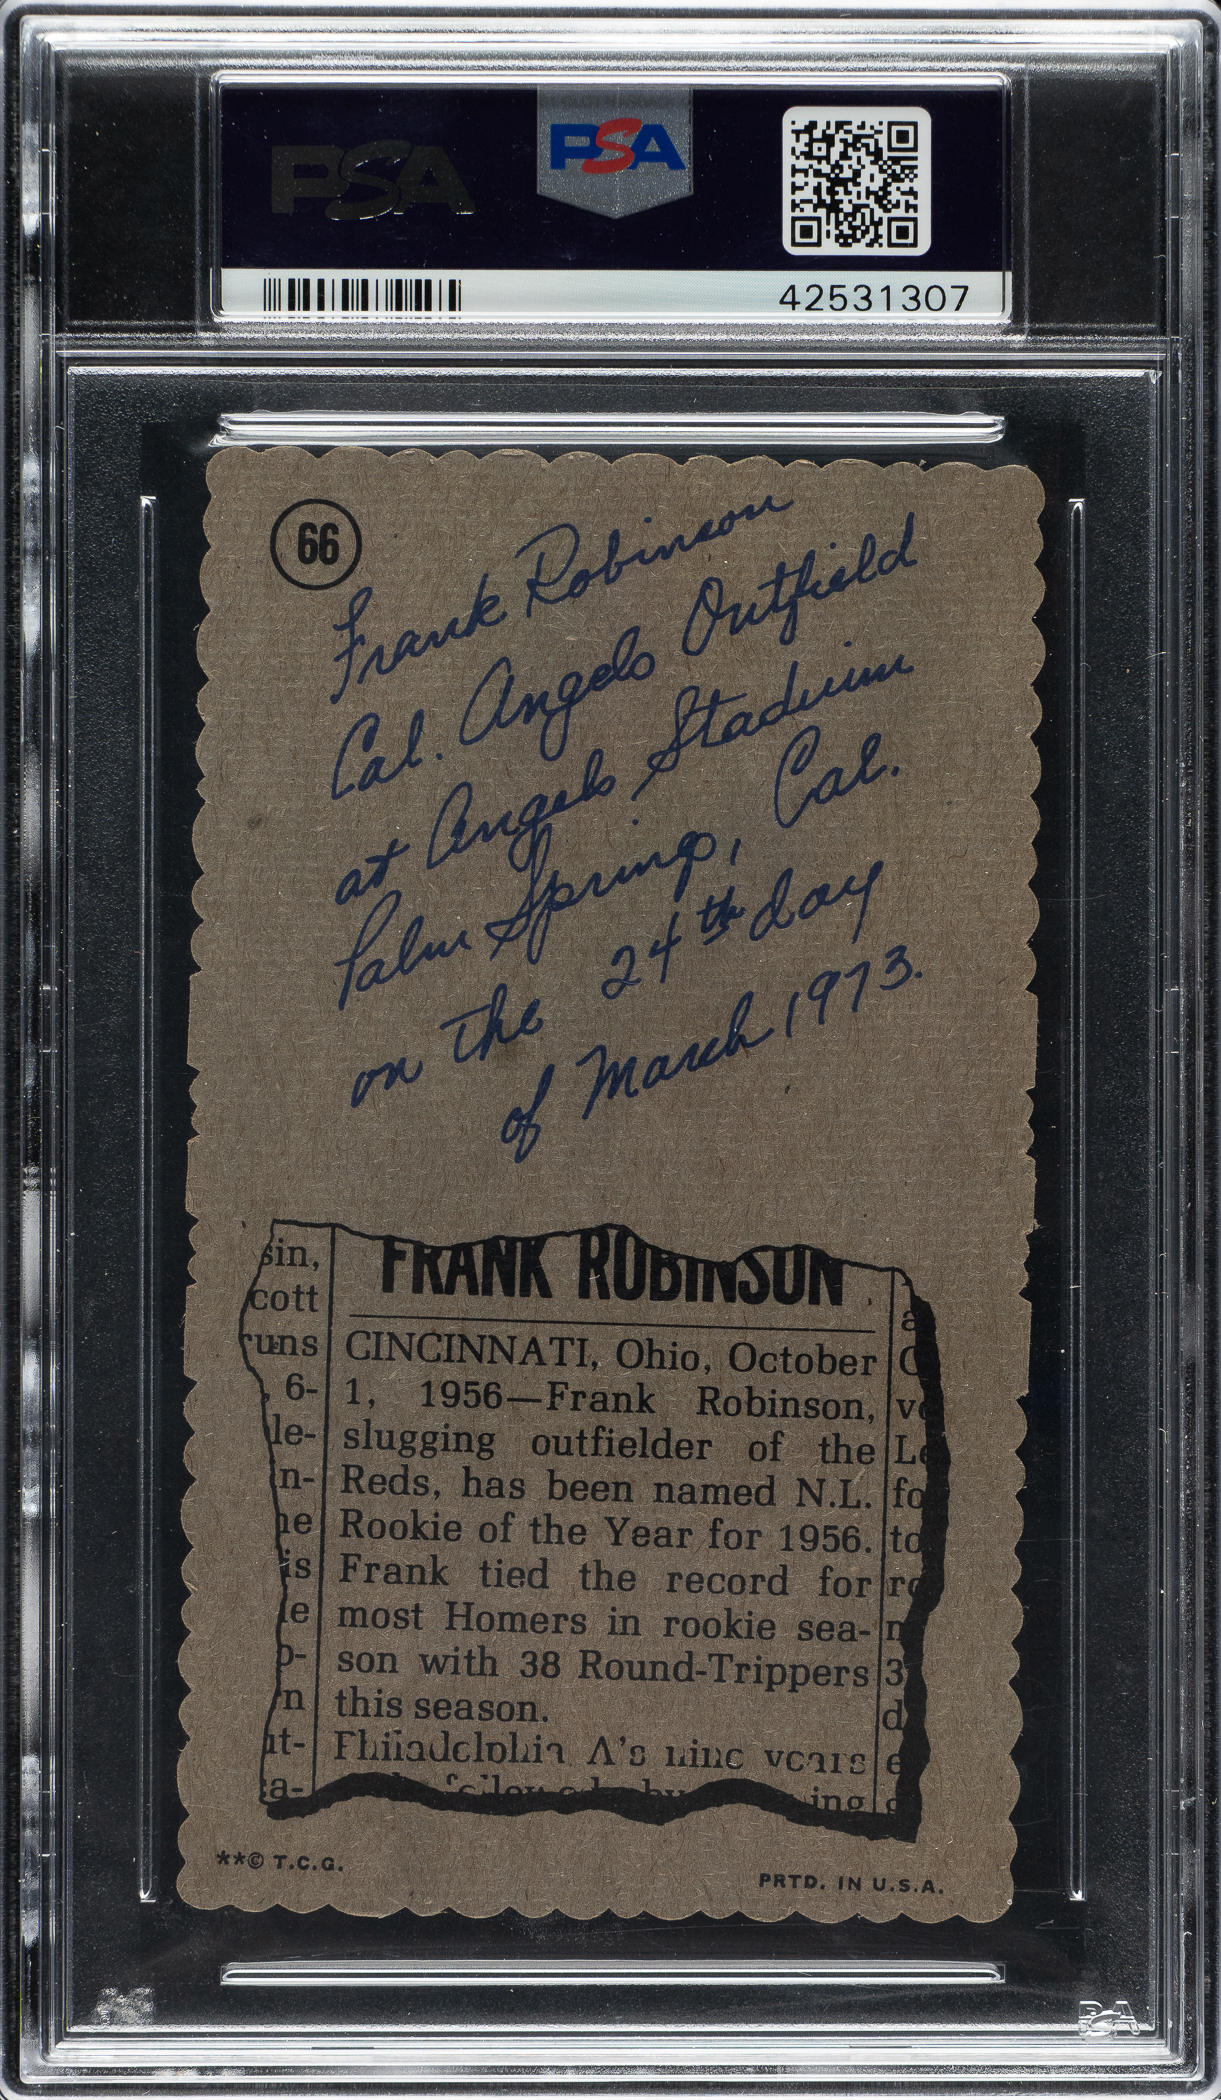 PSA
PSA
42531307
66
Frank Robinson
Cal. Angels Outfield
at Angels Stadium
Palm Springs, Cal.
on the 24th day
of March 1973.
sin,
cott
runs
6-
le-
n-
he
is
le
o-
n
it-
a-
FRANK ROBINSON
CINCINNATI, Ohio, October
1, 1956—Frank Robinson,
slugging outfielder of the
Reds, has been named N.L.
Rookie of the Year for 1956.
Frank tied the record for
most Homers in rookie sea-
son with 38 Round-Trippers
this season.
Philadelphia A's nine years
**© T.C.G.
PRTD. IN U.S.A.
PSA